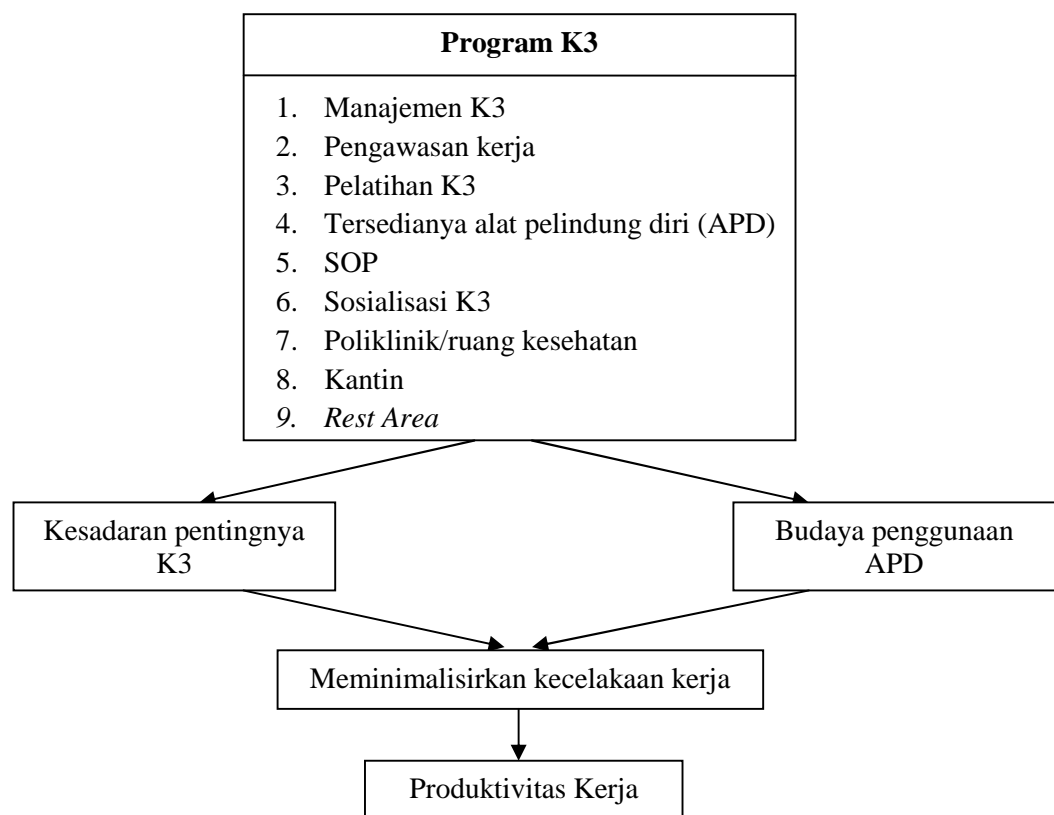 Program K3
1. Manajemen K3
2. Pengawasan kerja
3. Pelatihan K3
4. Tersedianya alat pelindung diri (APD)
5. SOP
6. Sosialisasi K3
7. Poliklinik/ruang kesehatan
8. Kantin
9. Rest Area
Kesadaran pentingnya
K3
Budaya penggunaan
APD
Meminimalisirkan kecelakaan kerja
Produktivitas Kerja